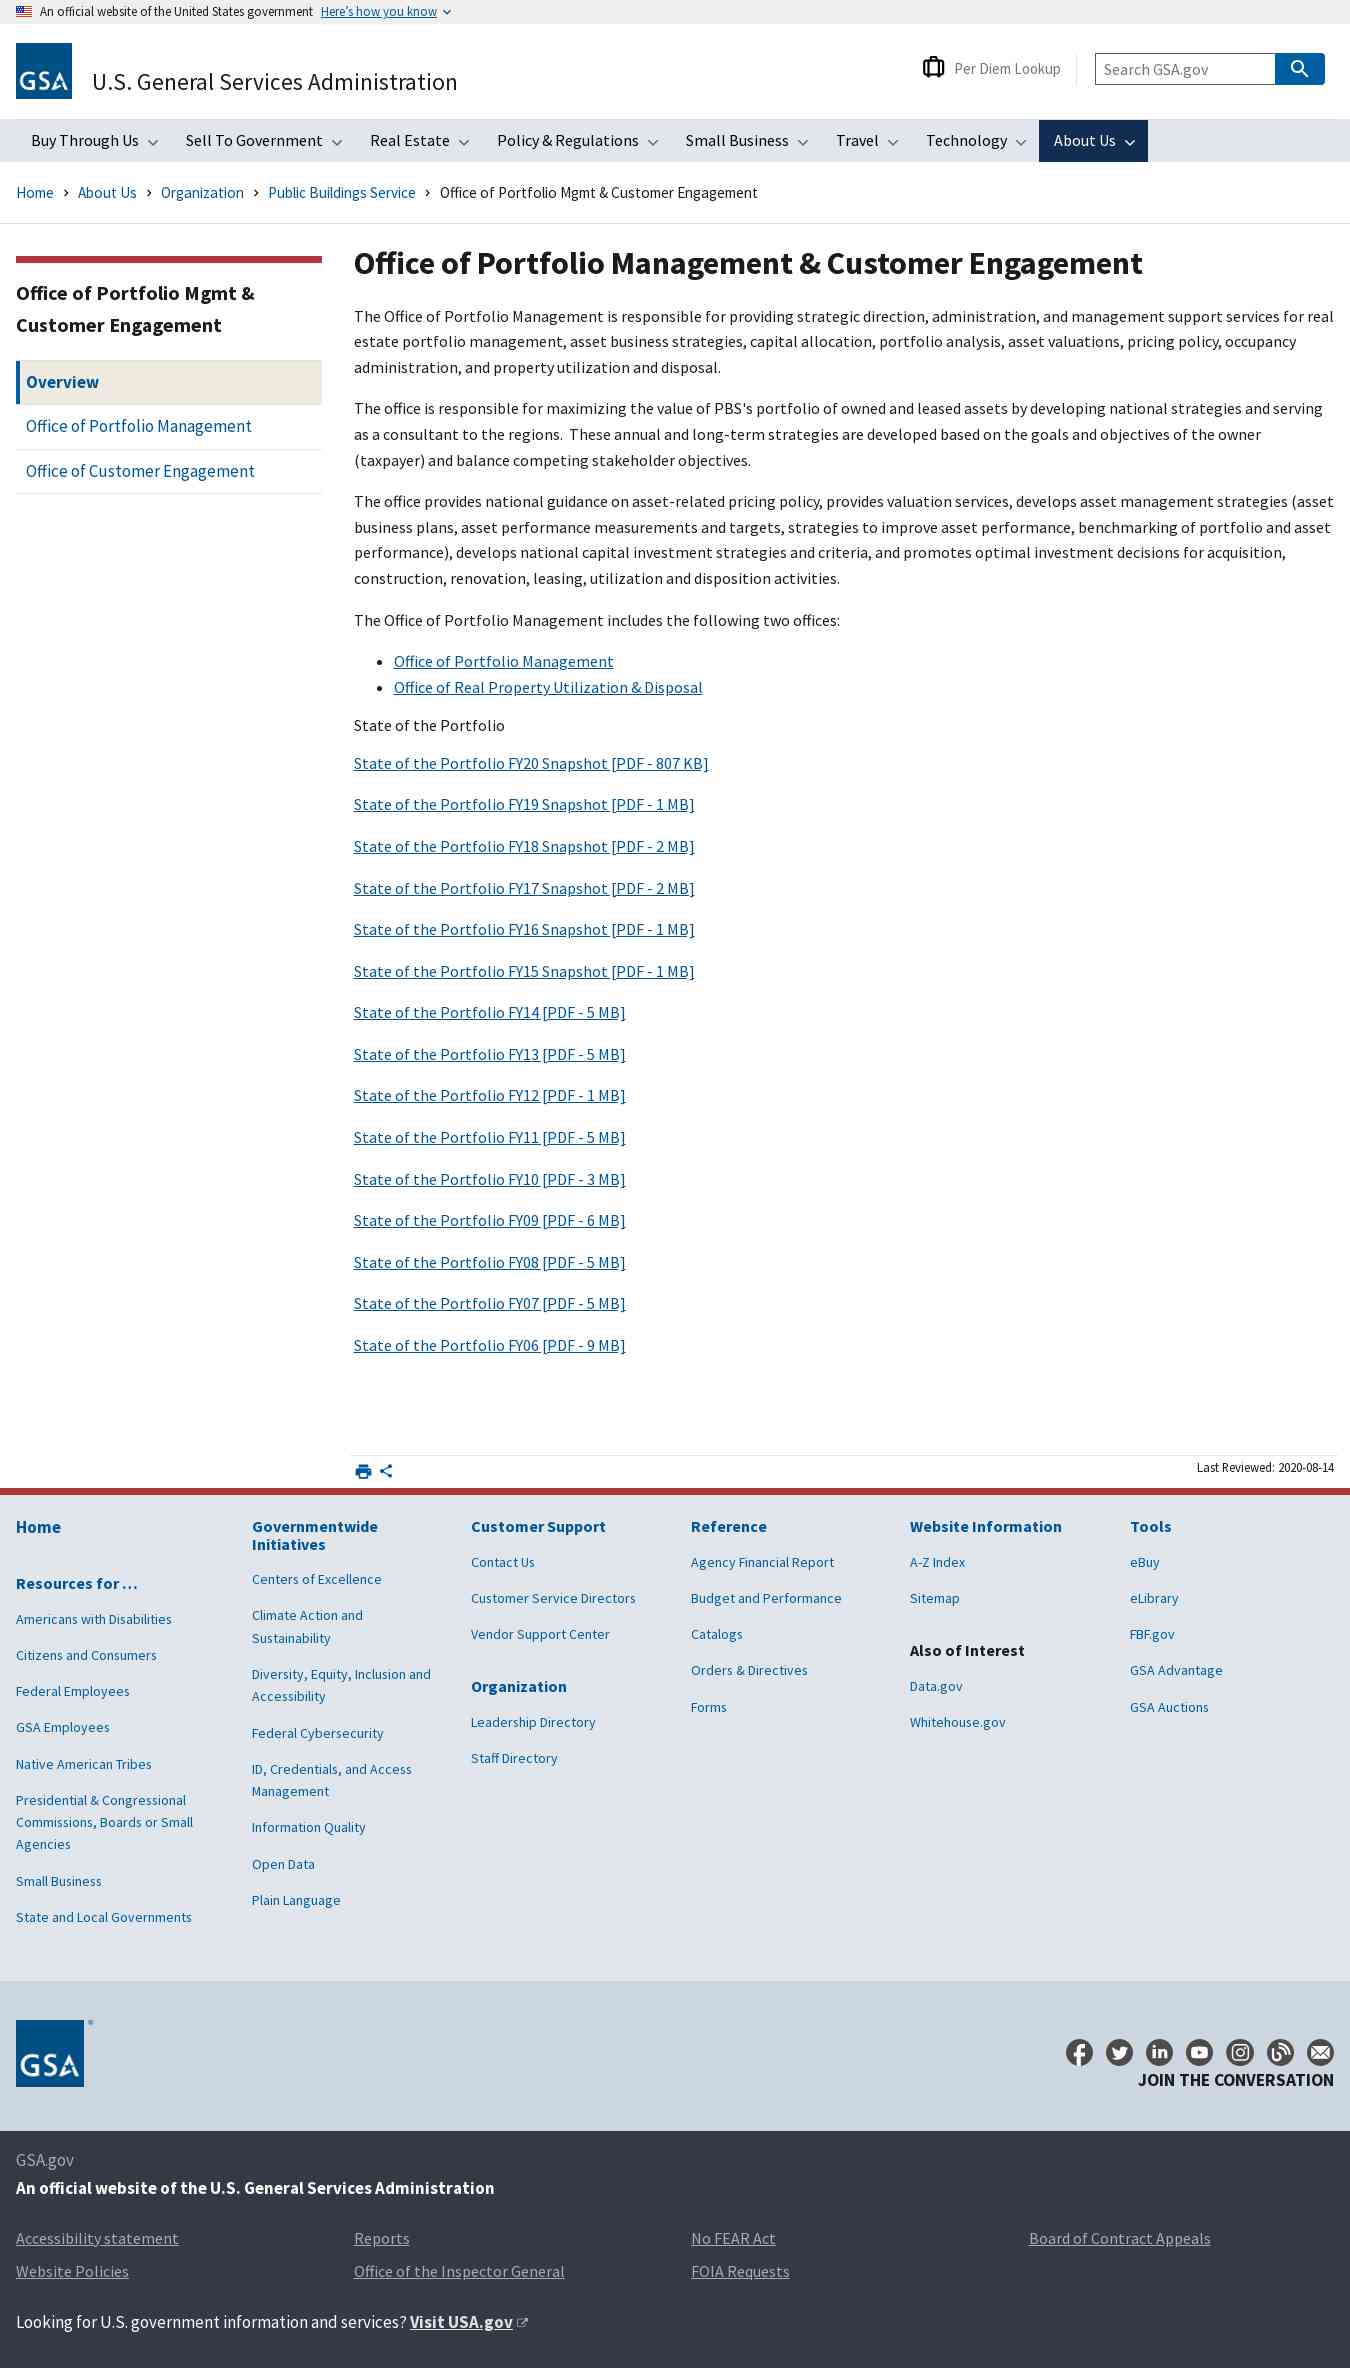 An official website of the United States government Here's how you know
GSA
U.S. General Services Administration
Per Diem Lookup
Search GSA.gov
Buy Through Us Sell To Government Real Estate Policy & Regulations Small Business Travel Technology About Us
Home > About Us > Organization > Public Buildings Service > Office of Portfolio Mgmt & Customer Engagement
Office of Portfolio Mgmt &
Customer Engagement
Overview
Office of Portfolio Management
Office of Customer Engagement
Office of Portfolio Management & Customer Engagement
The Office of Portfolio Management is responsible for providing strategic direction, administration, and management support services for real
estate portfolio management, asset business strategies, capital allocation, portfolio analysis, asset valuations, pricing policy, occupancy
administration, and property utilization and disposal.
The office is responsible for maximizing the value of PBS's portfolio of owned and leased assets by developing national strategies and serving
as a consultant to the regions.  These annual and long-term strategies are developed based on the goals and objectives of the owner
(taxpayer) and balance competing stakeholder objectives.
The office provides national guidance on asset-related pricing policy, provides valuation services, develops asset management strategies (asset
business plans, asset performance measurements and targets, strategies to improve asset performance, benchmarking of portfolio and asset
performance), develops national capital investment strategies and criteria, and promotes optimal investment decisions for acquisition,
construction, renovation, leasing, utilization and disposition activities.
The Office of Portfolio Management includes the following two offices:
• Office of Portfolio Management
• Office of Real Property Utilization & Disposal
State of the Portfolio
State of the Portfolio FY20 Snapshot [PDF - 807 KB]
State of the Portfolio FY19 Snapshot [PDF - 1 MB]
State of the Portfolio FY18 Snapshot [PDF - 2 MB]
State of the Portfolio FY17 Snapshot [PDF - 2 MB]
State of the Portfolio FY16 Snapshot [PDF - 1 MB]
State of the Portfolio FY15 Snapshot [PDF - 1 MB]
State of the Portfolio FY14 [PDF - 5 MB]
State of the Portfolio FY13 [PDF - 5 MB]
State of the Portfolio FY12 [PDF - 1 MB]
State of the Portfolio FY11 [PDF - 5 MB]
State of the Portfolio FY10 [PDF - 3 MB]
State of the Portfolio FY09 [PDF - 6 MB]
State of the Portfolio FY08 [PDF - 5 MB]
State of the Portfolio FY07 [PDF - 5 MB]
State of the Portfolio FY06 [PDF - 9 MB]
Last Reviewed: 2020-08-14
Home
Resources for …
Americans with Disabilities
Citizens and Consumers
Federal Employees
GSA Employees
Native American Tribes
Presidential & Congressional
Commissions, Boards or Small
Agencies
Small Business
State and Local Governments
Governmentwide
Initiatives
Centers of Excellence
Climate Action and
Sustainability
Diversity, Equity, Inclusion and
Accessibility
Federal Cybersecurity
ID, Credentials, and Access
Management
Information Quality
Open Data
Plain Language
Customer Support
Contact Us
Customer Service Directors
Vendor Support Center
Organization
Leadership Directory
Staff Directory
Reference
Agency Financial Report
Budget and Performance
Catalogs
Orders & Directives
Forms
Website Information
A-Z Index
Sitemap
Also of Interest
Data.gov
Whitehouse.gov
Tools
eBuy
eLibrary
FBF.gov
GSA Advantage
GSA Auctions
GSA
JOIN THE CONVERSATION
GSA.gov
An official website of the U.S. General Services Administration
Accessibility statement Reports No FEAR Act Board of Contract Appeals
Website Policies Office of the Inspector General FOIA Requests
Looking for U.S. government information and services? Visit USA.gov